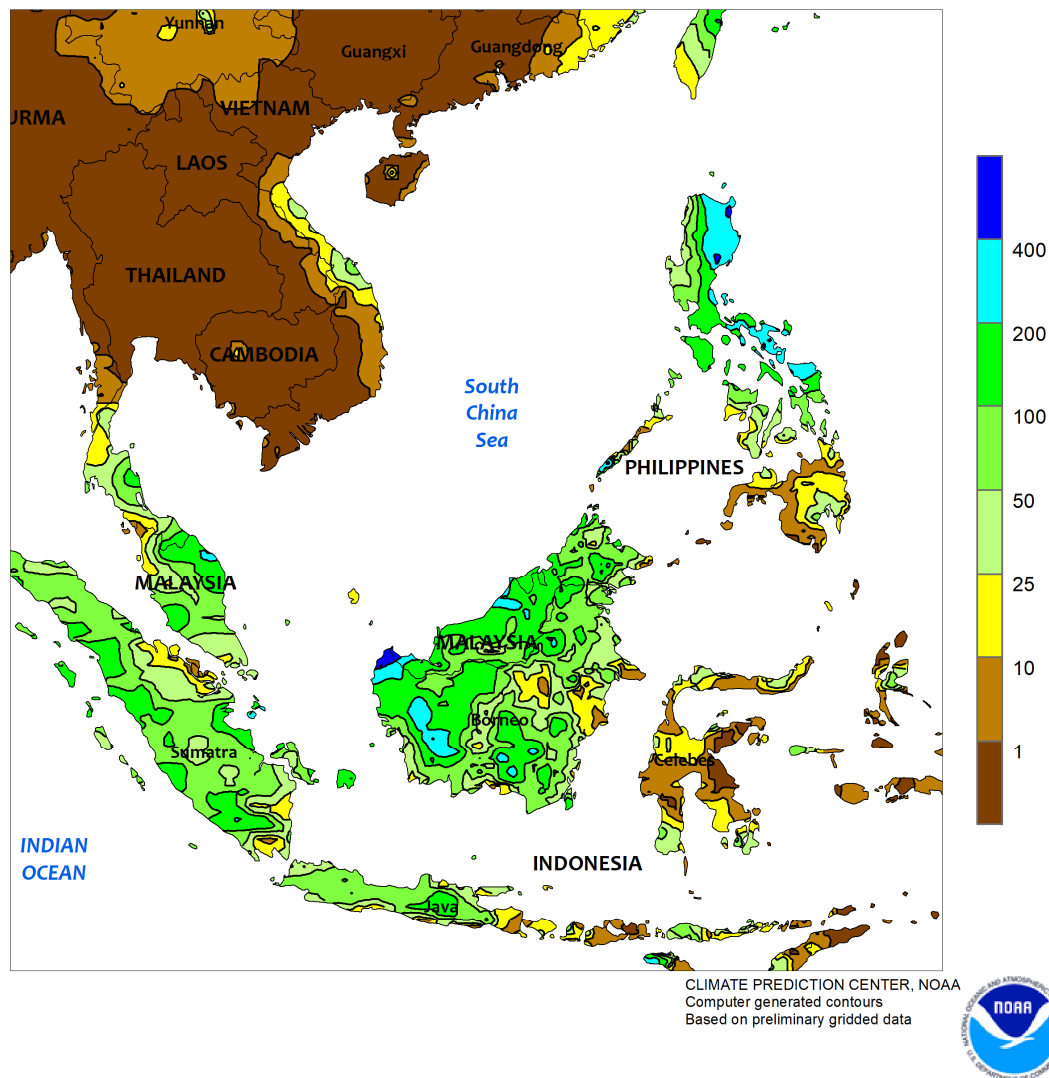 Yunnan
Guangxi
Guangdong
URMA
VIETNAM
LAOS
THAILAND
CAMBODIA
South
China
Sea
PHILIPPINES
MALAYSIA
MALAYSIA
Borneo
Sumatra
Celebes
INDIAN
OCEAN
INDONESIA
Java
400
200
100
50
25
10
1
CLIMATE PREDICTION CENTER, NOAA
Computer generated contours
Based on preliminary gridded data
NOAA